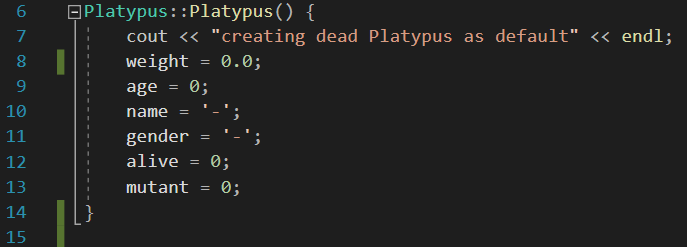 6 Platypus::Platypus() {
7 cout << "creating dead Platypus as default" << endl;
8 weight = 0.0;
9 age = 0;
10 name = '-';
11 gender = '-';
12 alive = 0;
13 mutant = 0;
14 }
15